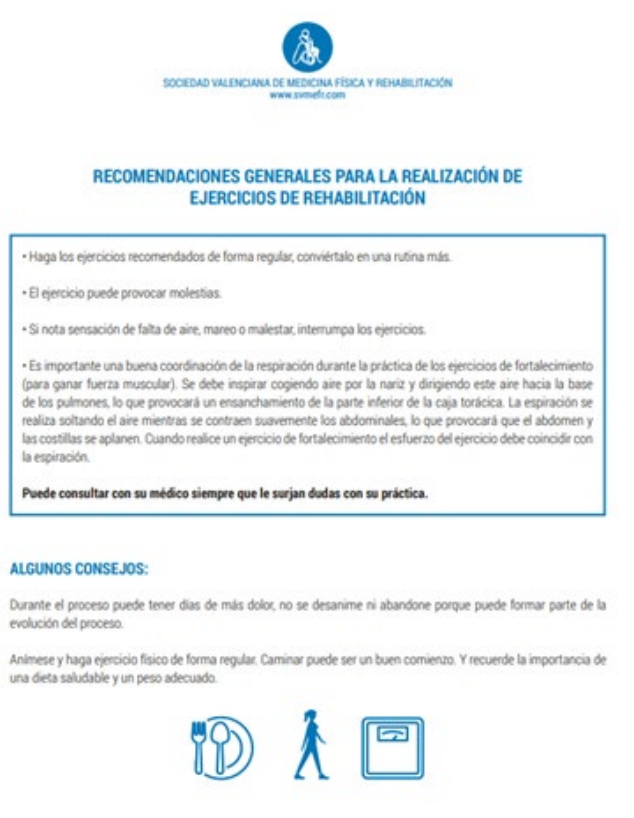 SOCIEDAD VALENCIANA DE MEDICINA FÍSICA Y REHABILITACIÓN
www.svmefr.com
RECOMENDACIONES GENERALES PARA LA REALIZACIÓN DE
EJERCICIOS DE REHABILITACIÓN
• Haga los ejercicios recomendados de forma regular, conviértalo en una rutina más.
• El ejercicio puede provocar molestias.
• Si nota sensación de falta de aire, mareo o malestar, interrumpa los ejercicios.
• Es importante una buena coordinación de la respiración durante la práctica de los ejercicios de fortalecimiento
(para ganar fuerza muscular). Se debe inspirar cogiendo aire por la nariz y dirigiendo este aire hacia la base
de los pulmones, lo que provocará un ensanchamiento de la parte inferior de la caja torácica. La espiración se
realiza soltando el aire mientras se contraen suavemente los abdominales, lo que provocará que el abdomen y
las costillas se aplanen. Cuando realice un ejercicio de fortalecimiento el esfuerzo del ejercicio debe coincidir con
la espiración.
Puede consultar con su médico siempre que le surjan dudas con su práctica.
ALGUNOS CONSEJOS:
Durante el proceso puede tener días de más dolor, no se desanime ni abandone porque puede formar parte de la
evolución del proceso.
Anímese y haga ejercicio físico de forma regular. Caminar puede ser un buen comienzo. Y recuerde la importancia de
una dieta saludable y un peso adecuado.